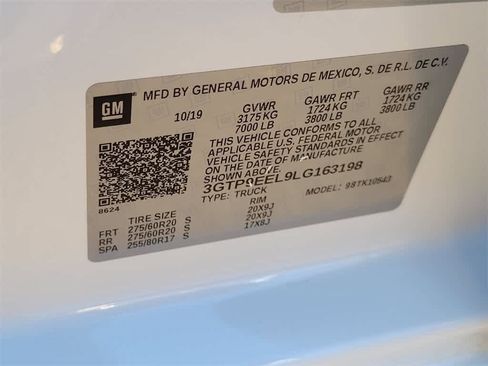 GM
MFD BY GENERAL MOTORS DE MEXICO, S. DE R.L. DE C.V.
10/19 GVWR GAWR FRT GAWR RR
3175 KG 1724 KG 1724 KG
7000 LB 3800 LB 3800 LB
THIS VEHICLE CONFORMS TO ALL
APPLICABLE U.S. FEDERAL MOTOR
VEHICLE SAFETY STANDARDS IN EFFECT
ON THE DATE OF MANUFACTURE
3GTP9EEL9LG163198
TYPE: TRUCK MODEL: 98TK10543
8624
TIRE SIZE RIM
FRT 275/60R20 S 20X9J
RR 275/60R20 S 20X9J
SPA 255/80R17 S 17X8J